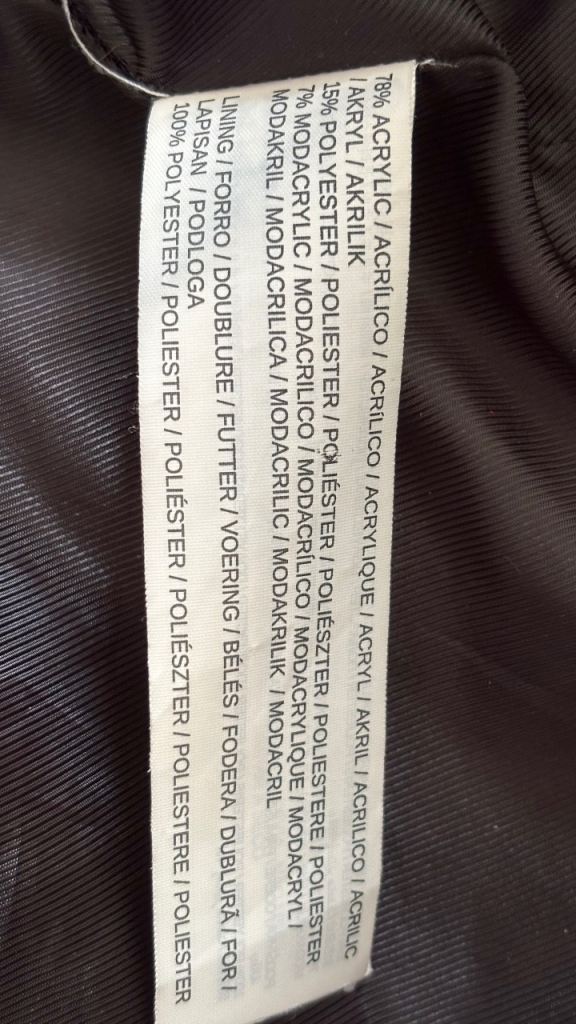 78% ACRYLIC / ACRÍLICO / ACRÍLICO / ACRYLIQUE / ACRYL / AKRIL / ACRILICO / ACRILIC
/ AKRYL / AKRILIK
15% POLYESTER / POLIESTER / POLIÉSTER / POLIÉSZTER / POLIESTERE / POLIESTER
7% MODACRYLIC / MODACRILICO / MODACRÍLICO / MODACRYLIQUE / MODACRYL /
MODAKRIL / MODACRILICA / MODACRILIC / MODAKRILIK / MODACRIL
LINING / FORRO / DOUBLURE / FUTTER / VOERING / BÉLÉS / FODERA / DUBLURĂ / FOR /
LAPISAN / PODLOGA
100% POLYESTER / POLIESTER / POLIÉSTER / POLIÉSZTER / POLIESTERE / POLIESTER